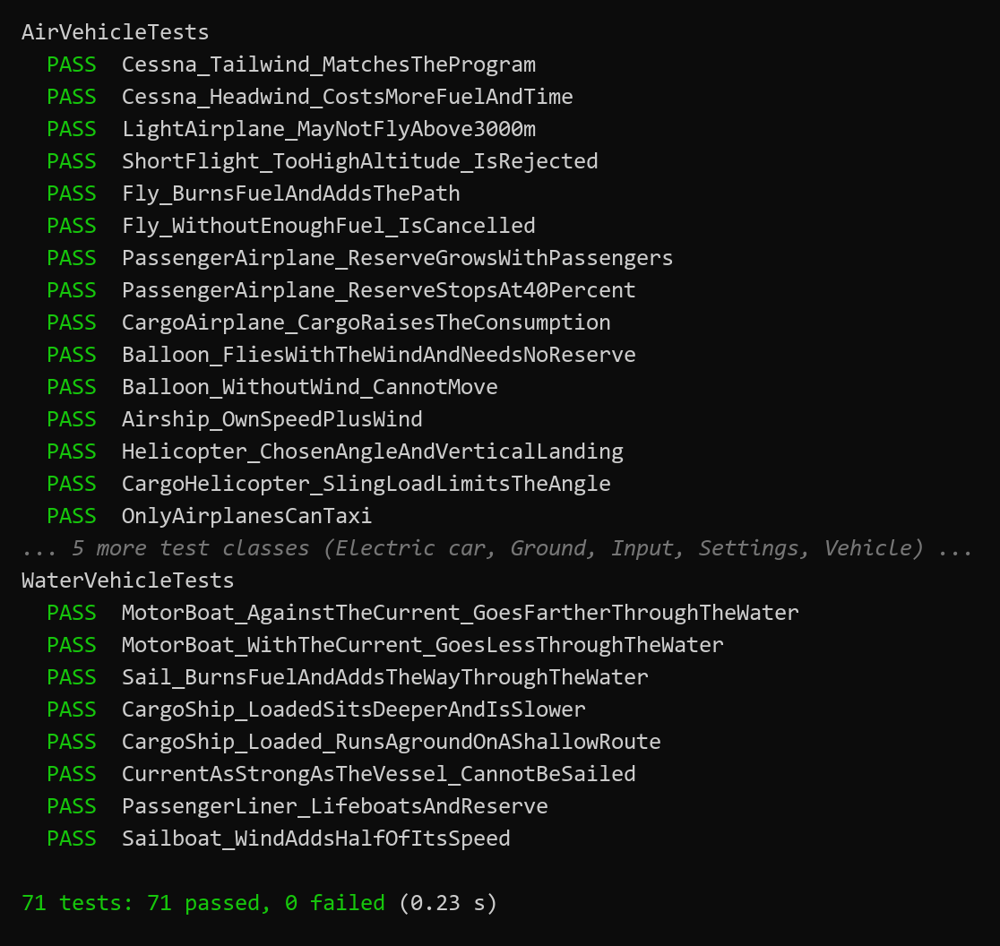 AirVehicleTests
PASS Cessna_Tailwind_MatchesTheProgram
PASS Cessna_Headwind_CostsMoreFuelAndTime
PASS LightAirplane_MayNotFlyAbove3000m
PASS ShortFlight_TooHighAltitude_IsRejected
PASS Fly_BurnsFuelAndAddsThePath
PASS Fly_WithoutEnoughFuel_IsCancelled
PASS PassengerAirplane_ReserveGrowsWithPassengers
PASS PassengerAirplane_ReserveStopsAt40Percent
PASS CargoAirplane_CargoRaisesTheConsumption
PASS Balloon_FliesWithTheWindAndNeedsNoReserve
PASS Balloon_WithoutWind_CannotMove
PASS Airship_OwnSpeedPlusWind
PASS Helicopter_ChosenAngleAndVerticalLanding
PASS CargoHelicopter_SlingLoadLimitsTheAngle
PASS OnlyAirplanesCanTaxi
... 5 more test classes (Electric car, Ground, Input, Settings, Vehicle) ...
WaterVehicleTests
PASS MotorBoat_AgainstTheCurrent_GoesFartherThroughTheWater
PASS MotorBoat_WithTheCurrent_GoesLessThroughTheWater
PASS Sail_BurnsFuelAndAddsTheWayThroughTheWater
PASS CargoShip_LoadedSitsDeeperAndIsSlower
PASS CargoShip_Loaded_RunsAgroundOnAShallowRoute
PASS CurrentAsStrongAsTheVessel_CannotBeSailed
PASS PassengerLiner_LifeboatsAndReserve
PASS Sailboat_WindAddsHalfOfItsSpeed
71 tests: 71 passed, 0 failed (0.23 s)